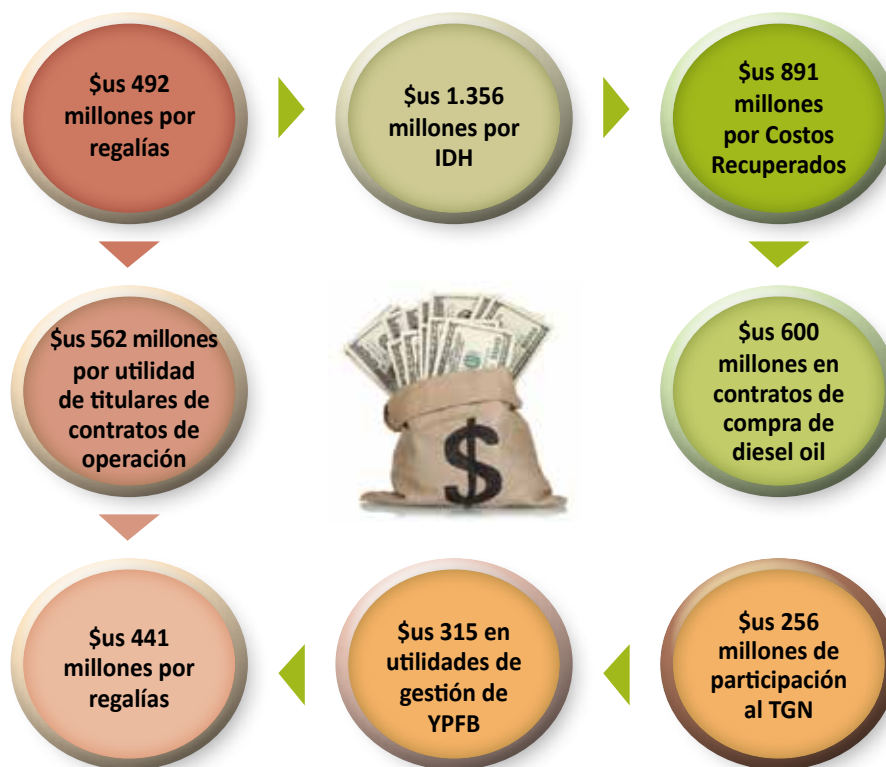 $us 492
millones por
regalías
$us 1.356
millones por
IDH
$us 891
millones
por Costos
Recuperados
$us 562 millones
por utilidad
de titulares de
contratos de
operación
$
$us 600
millones en
contratos de
compra de
diesel oil
$us 441
millones por
regalías
$us 315 en
utilidades de
gestión de
YPFB
$us 256
millones de
participación
al TGN